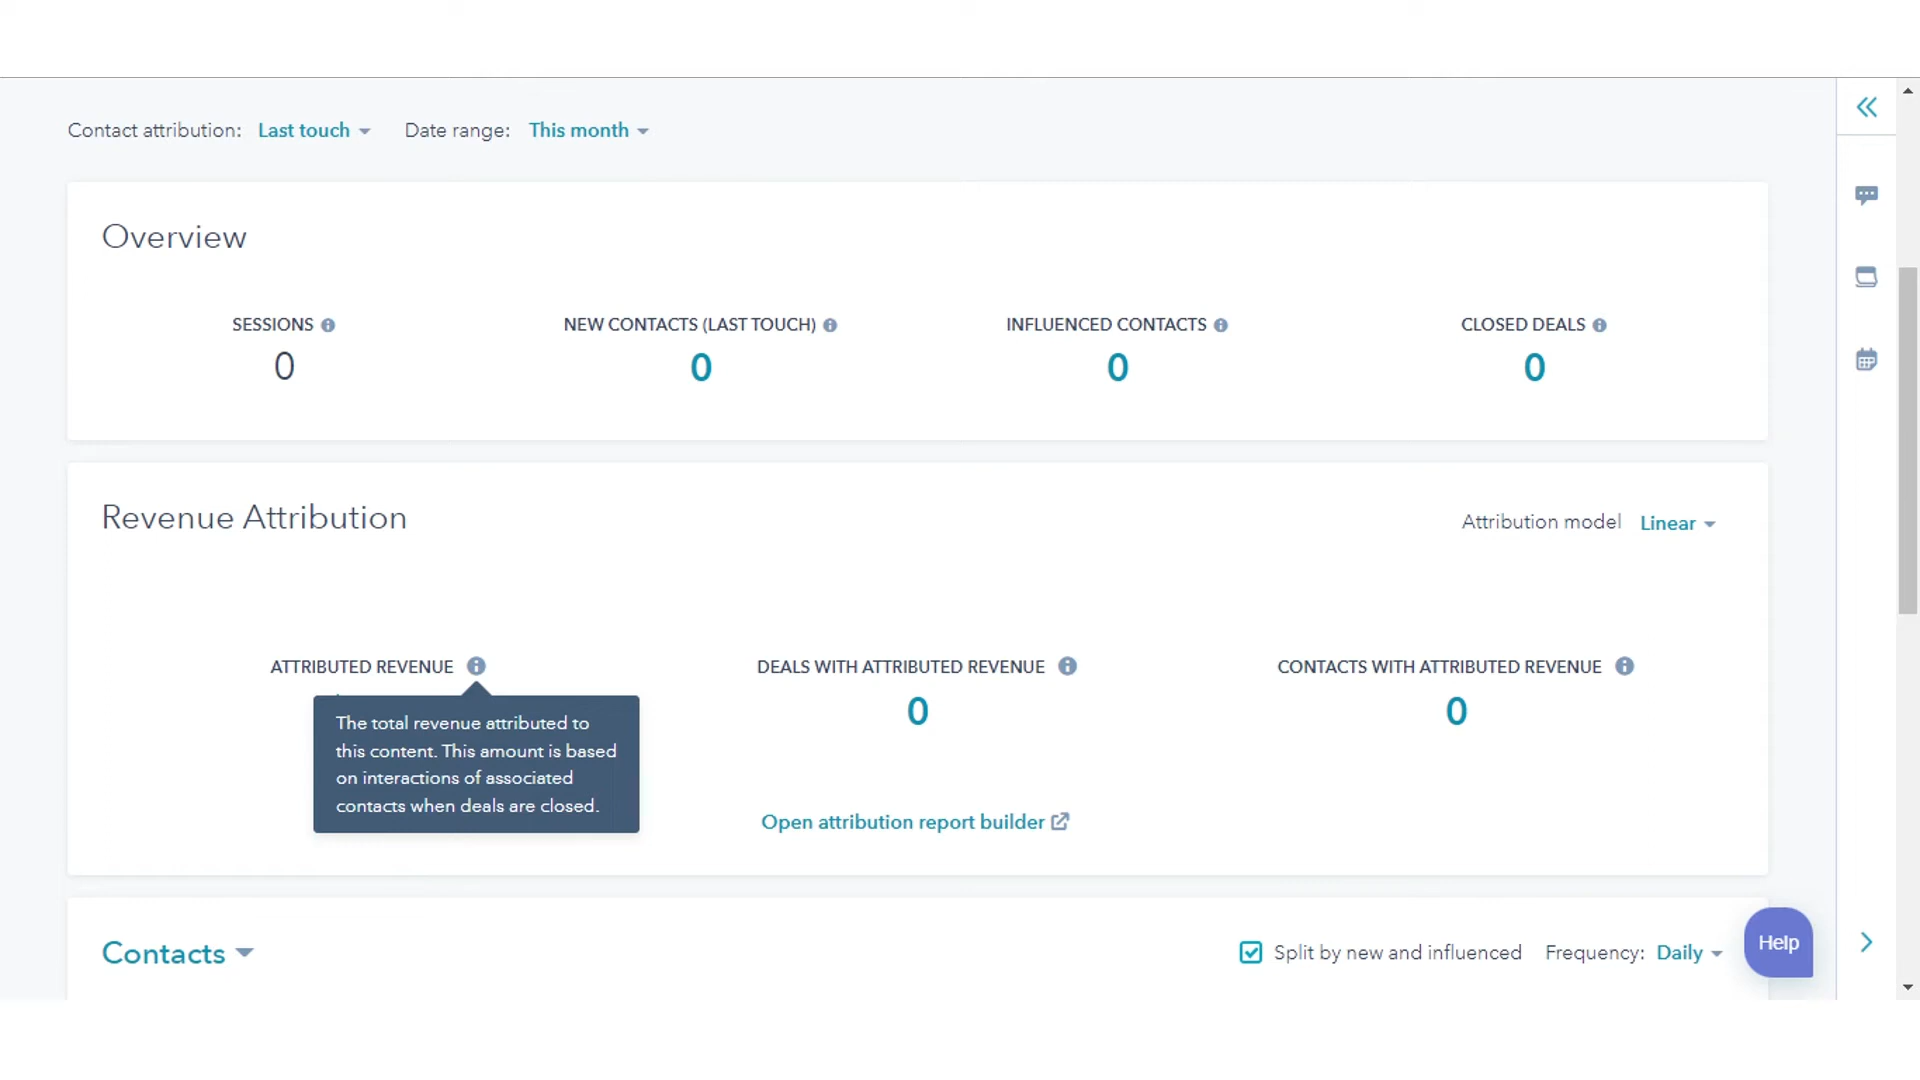 Contact attribution: Last touch Date range: This month
Overview
SESSIONS NEW CONTACTS (LAST TOUCH) INFLUENCED CONTACTS CLOSED DEALS
0 0 0 0
Revenue Attribution
Attribution model Linear
ATTRIBUTED REVENUE DEALS WITH ATTRIBUTED REVENUE CONTACTS WITH ATTRIBUTED REVENUE
0 0
The total revenue attributed to
this content. This amount is based
on interactions of associated
contacts when deals are closed.
Open attribution report builder
Contacts Split by new and influenced Frequency: Daily
Help